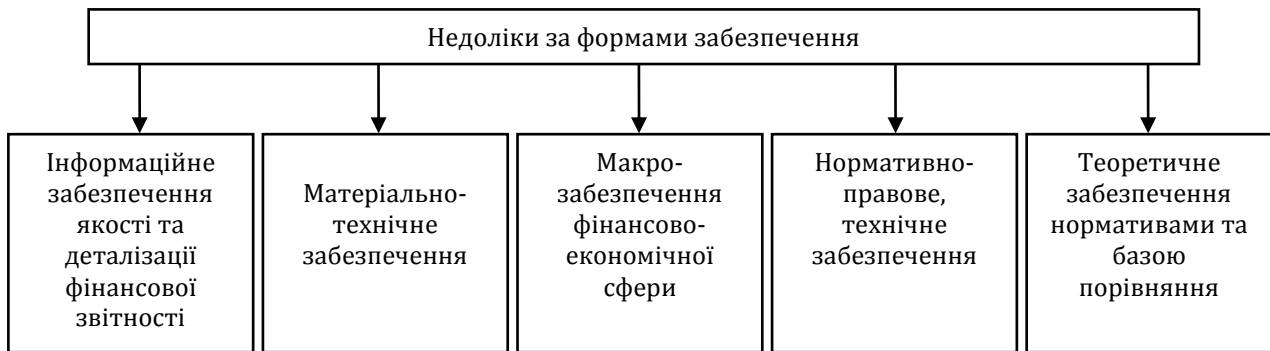 Недоліки за формами забезпечення
Інформаційне
забезпечення
якості та
деталізації
фінансової
звітності
Матеріально-
технічне
забезпечення
Макро-
забезпечення
фінансово-
економічної
сфери
Нормативно-
правове,
технічне
забезпечення
Теоретичне
забезпечення
нормативами та
базою
порівняння